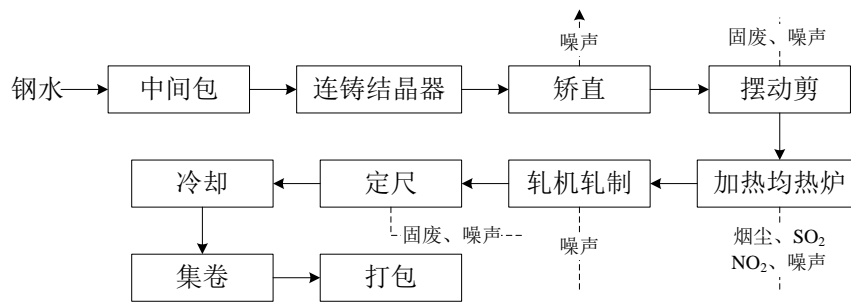 噪声
固废、噪声
钢水
中间包
连铸结晶器
矫直
摆动剪
冷却
定尺
轧机轧制
加热均热炉
固废、噪声
噪声
烟尘、SO2
NO2、噪声
集卷
打包